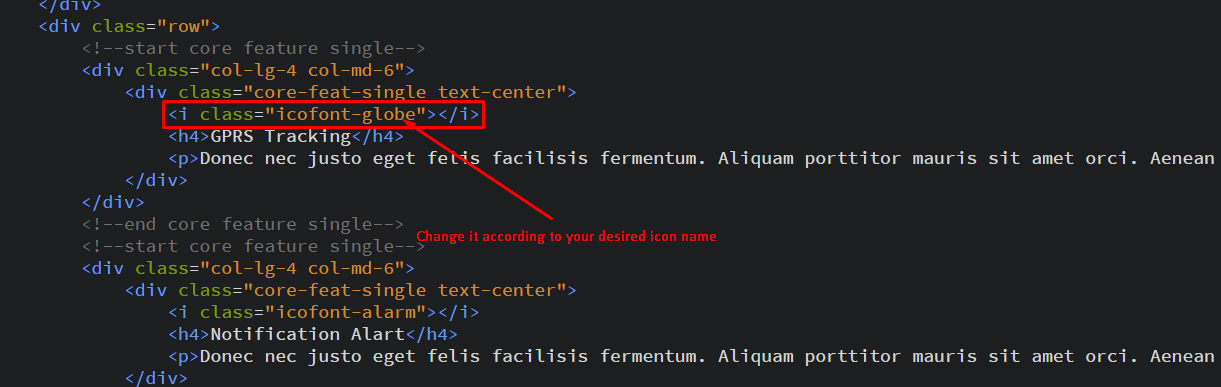 </div>
<div class="row">
<!--start core feature single-->
<div class="col-lg-4 col-md-6">
<div class="core-feat-single text-center">
<i class="icofont-globe"></i>
<h4>GPRS Tracking</h4>
<p>Donec nec justo eget felis facilisis fermentum. Aliquam porttitor mauris sit amet orci. Aenean
</div>
</div>
<!--end core feature single-->
Change it according to your desired icon name
<!--start core feature single-->
<div class="col-lg-4 col-md-6">
<div class="core-feat-single text-center">
<i class="icofont-alarm"></i>
<h4>Notification Alart</h4>
<p>Donec nec justo eget felis facilisis fermentum. Aliquam porttitor mauris sit amet orci. Aenean
</div>